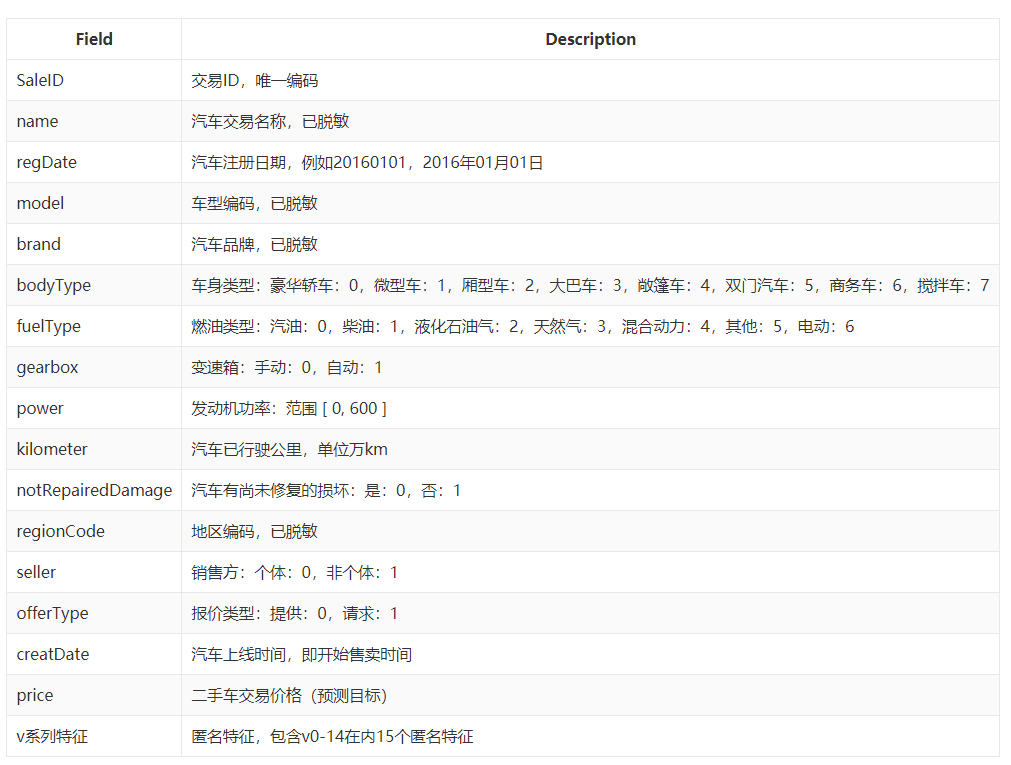 Field Description
SaleID 交易ID，唯一编码
name 汽车交易名称，已脱敏
regDate 汽车注册日期，例如20160101，2016年01月01日
model 车型编码，已脱敏
brand 汽车品牌，已脱敏
bodyType 车身类型：豪华轿车：0，微型车：1，厢型车：2，大巴车：3，敞篷车：4，双门汽车：5，商务车：6，搅拌车：7
fuelType 燃油类型：汽油：0，柴油：1，液化石油气：2，天然气：3，混合动力：4，其他：5，电动：6
gearbox 变速箱：手动：0，自动：1
power 发动机功率：范围 [ 0, 600 ]
kilometer 汽车已行驶公里，单位万km
notRepairedDamage 汽车有尚未修复的损坏：是：0，否：1
regionCode 地区编码，已脱敏
seller 销售方：个体：0，非个体：1
offerType 报价类型：提供：0，请求：1
creatDate 汽车上线时间，即开始售卖时间
price 二手车交易价格（预测目标）
v系列特征 匿名特征，包含v0-14在内15个匿名特征